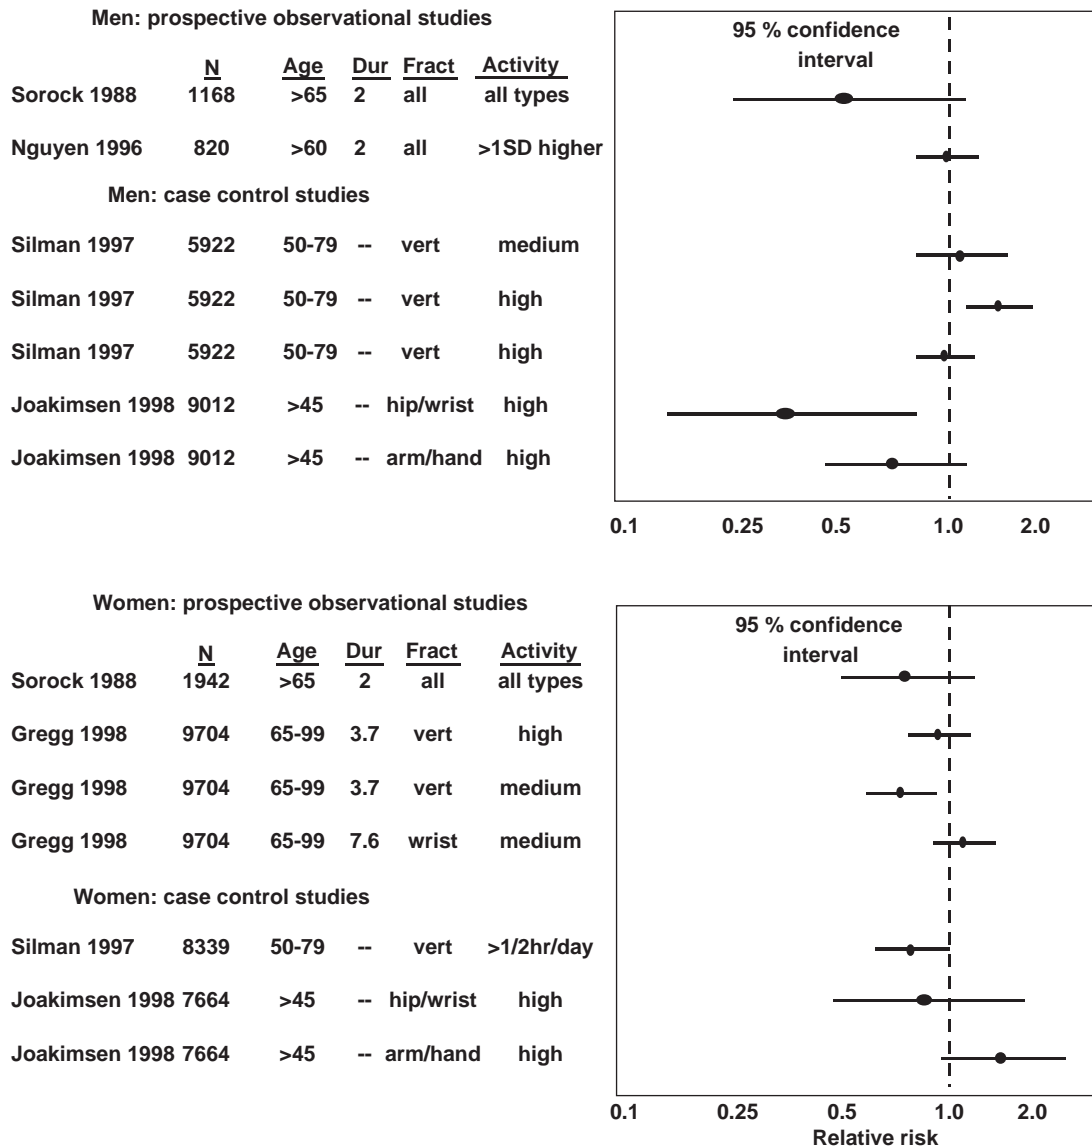 Men: prospective observational studies
N Age Dur Fract Activity
Sorock 1988 1168 >65 2 all all types
Nguyen 1996 820 >60 2 all >1SD higher
Men: case control studies
Silman 1997 5922 50-79 -- vert medium
Silman 1997 5922 50-79 -- vert high
Silman 1997 5922 50-79 -- vert high
Joakimsen 1998 9012 >45 -- hip/wrist high
Joakimsen 1998 9012 >45 -- arm/hand high
95 % confidence
interval
0.1 0.25 0.5 1.0 2.0
Women: prospective observational studies
N Age Dur Fract Activity
Sorock 1988 1942 >65 2 all all types
Gregg 1998 9704 65-99 3.7 vert high
Gregg 1998 9704 65-99 3.7 vert medium
Gregg 1998 9704 65-99 7.6 wrist medium
Women: case control studies
Silman 1997 8339 50-79 -- vert >1/2hr/day
Joakimsen 1998 7664 >45 -- hip/wrist high
Joakimsen 1998 7664 >45 -- arm/hand high
95 % confidence
interval
0.1 0.25 0.5 1.0 2.0
Relative risk